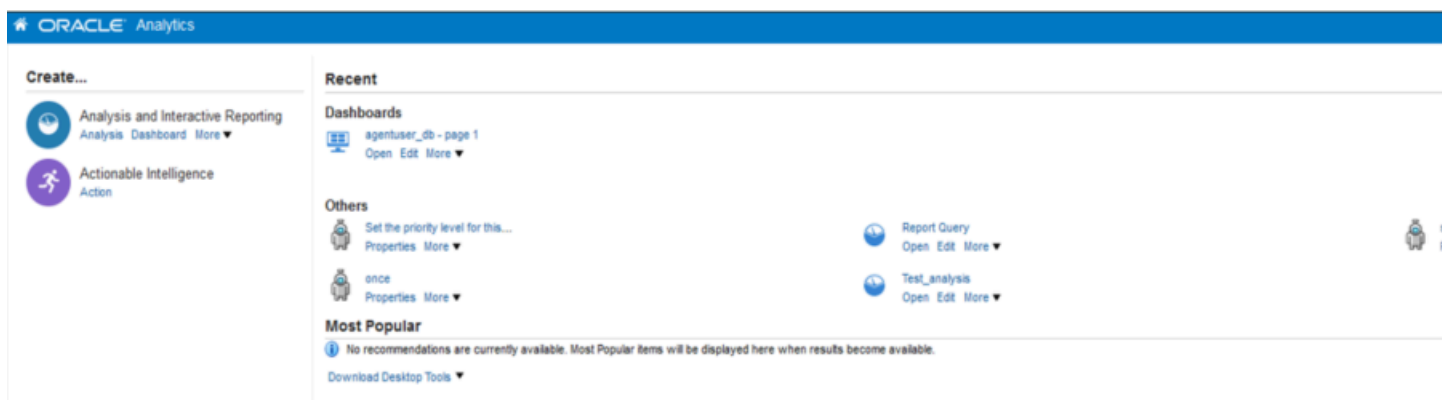 ORACLE Analytics
Create...
Analysis and Interactive Reporting
Analysis Dashboard More
Actionable Intelligence
Action
Recent
Dashboards
agentuser_db - page 1
Open Edit More
Others
Set the priority level for this...
Properties More
Report Query
Open Edit More
once
Properties More
Test_analysis
Open Edit More
Most Popular
No recommendations are currently available. Most Popular items will be displayed here when results become available.
Download Desktop Tools